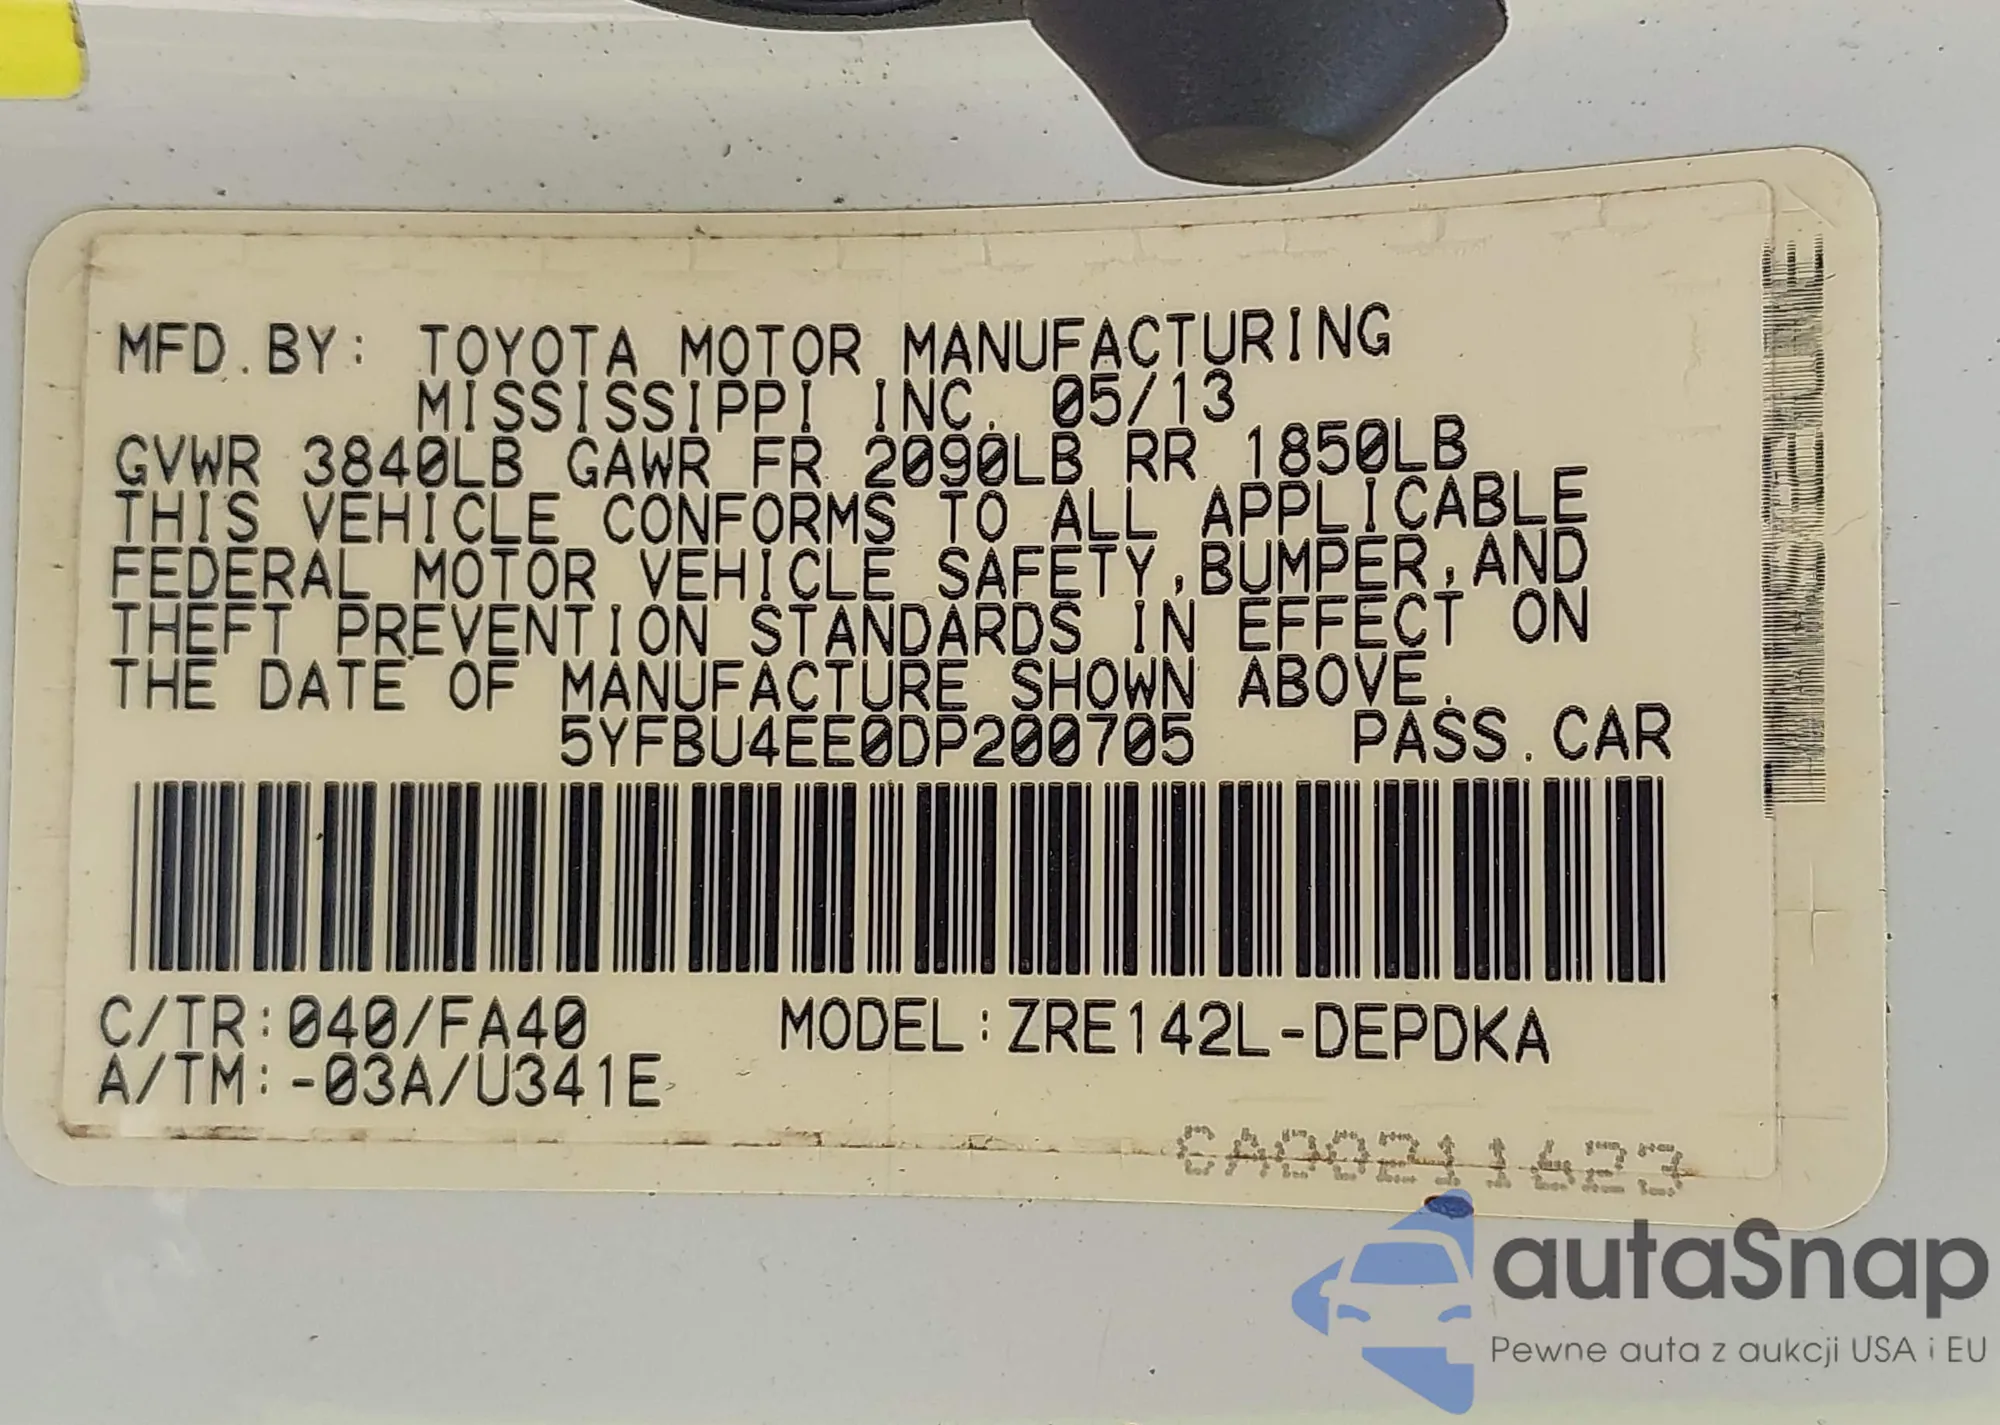 MFD.BY: TOYOTA MOTOR MANUFACTURING
MISSISSIPPI INC. 05/13
GVWR 3840LB GAWR FR 2090LB RR 1850LB
THIS VEHICLE CONFORMS TO ALL APPLICABLE
FEDERAL MOTOR VEHICLE SAFETY,BUMPER,AND
THEFT PREVENTION STANDARDS IN EFFECT ON
THE DATE OF MANUFACTURE SHOWN ABOVE.
5YFBU4EE0DP200705 PASS.CAR
C/TR:040/FA40 MODEL:ZRE142L-DEPDKA
A/TM:-03A/U341E
autaSnap
Pewne auta z aukcji USA i EU